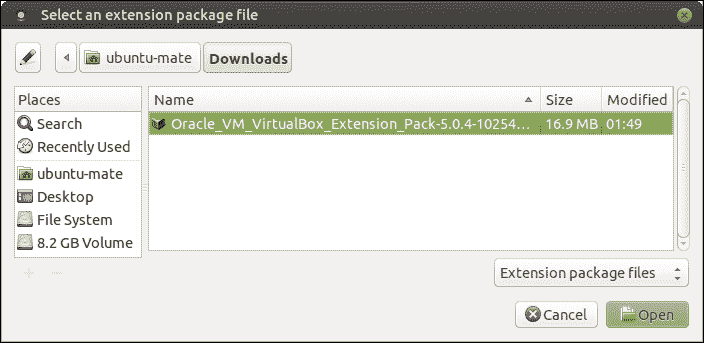 Select an extension package file
ubuntu-mate Downloads
Places
Search
Recently Used
ubuntu-mate
Desktop
File System
8.2 GB Volume
Name Size Modified
Oracle_VM_VirtualBox_Extension_Pack-5.0.4-10254... 16.9 MB 01:49
Extension package files
Cancel Open